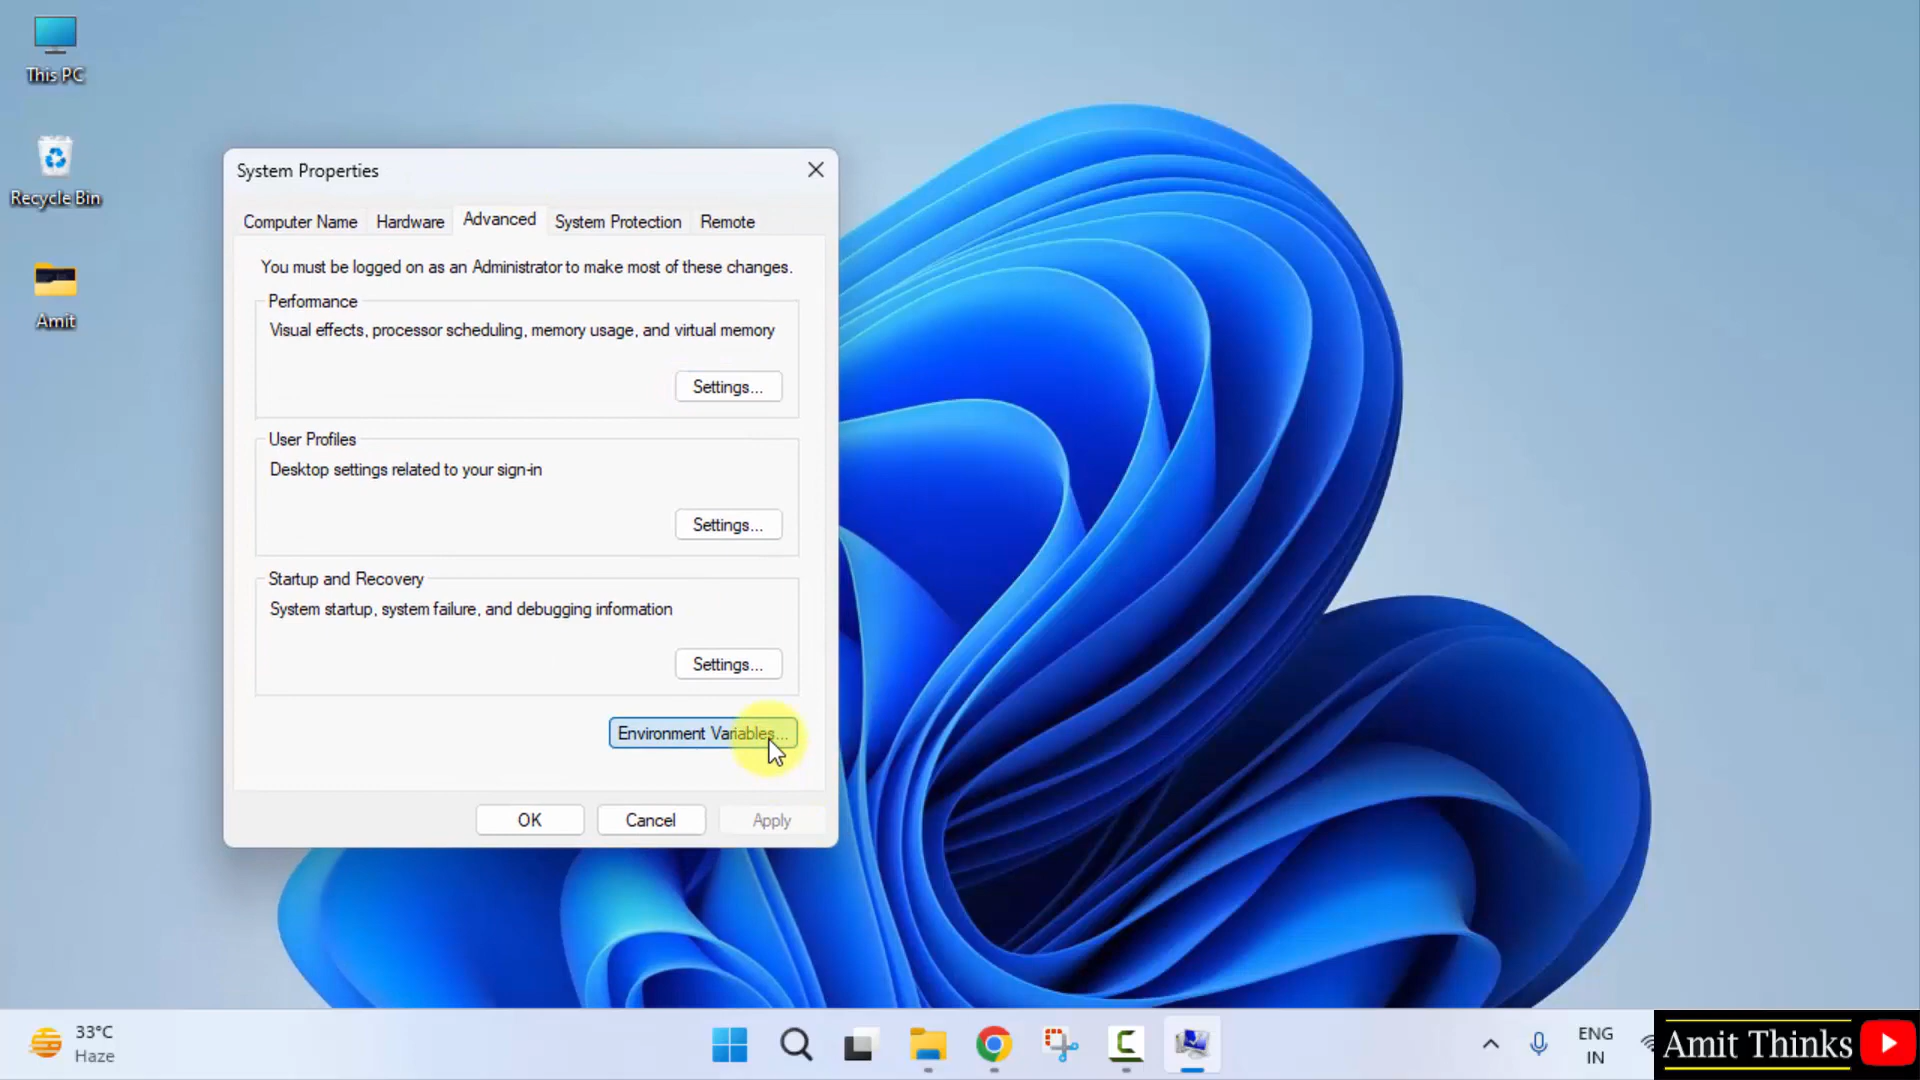 This PC
Recycle Bin
Amit
System Properties
Computer Name
Hardware
Advanced
System Protection
Remote
You must be logged on as an Administrator to make most of these changes.
Performance
Visual effects, processor scheduling, memory usage, and virtual memory
Settings...
User Profiles
Desktop settings related to your sign-in
Settings...
Startup and Recovery
System startup, system failure, and debugging information
Settings...
Environment Variables...
OK
Cancel
Apply
33°C
Haze
ENG
IN
Amit Thinks